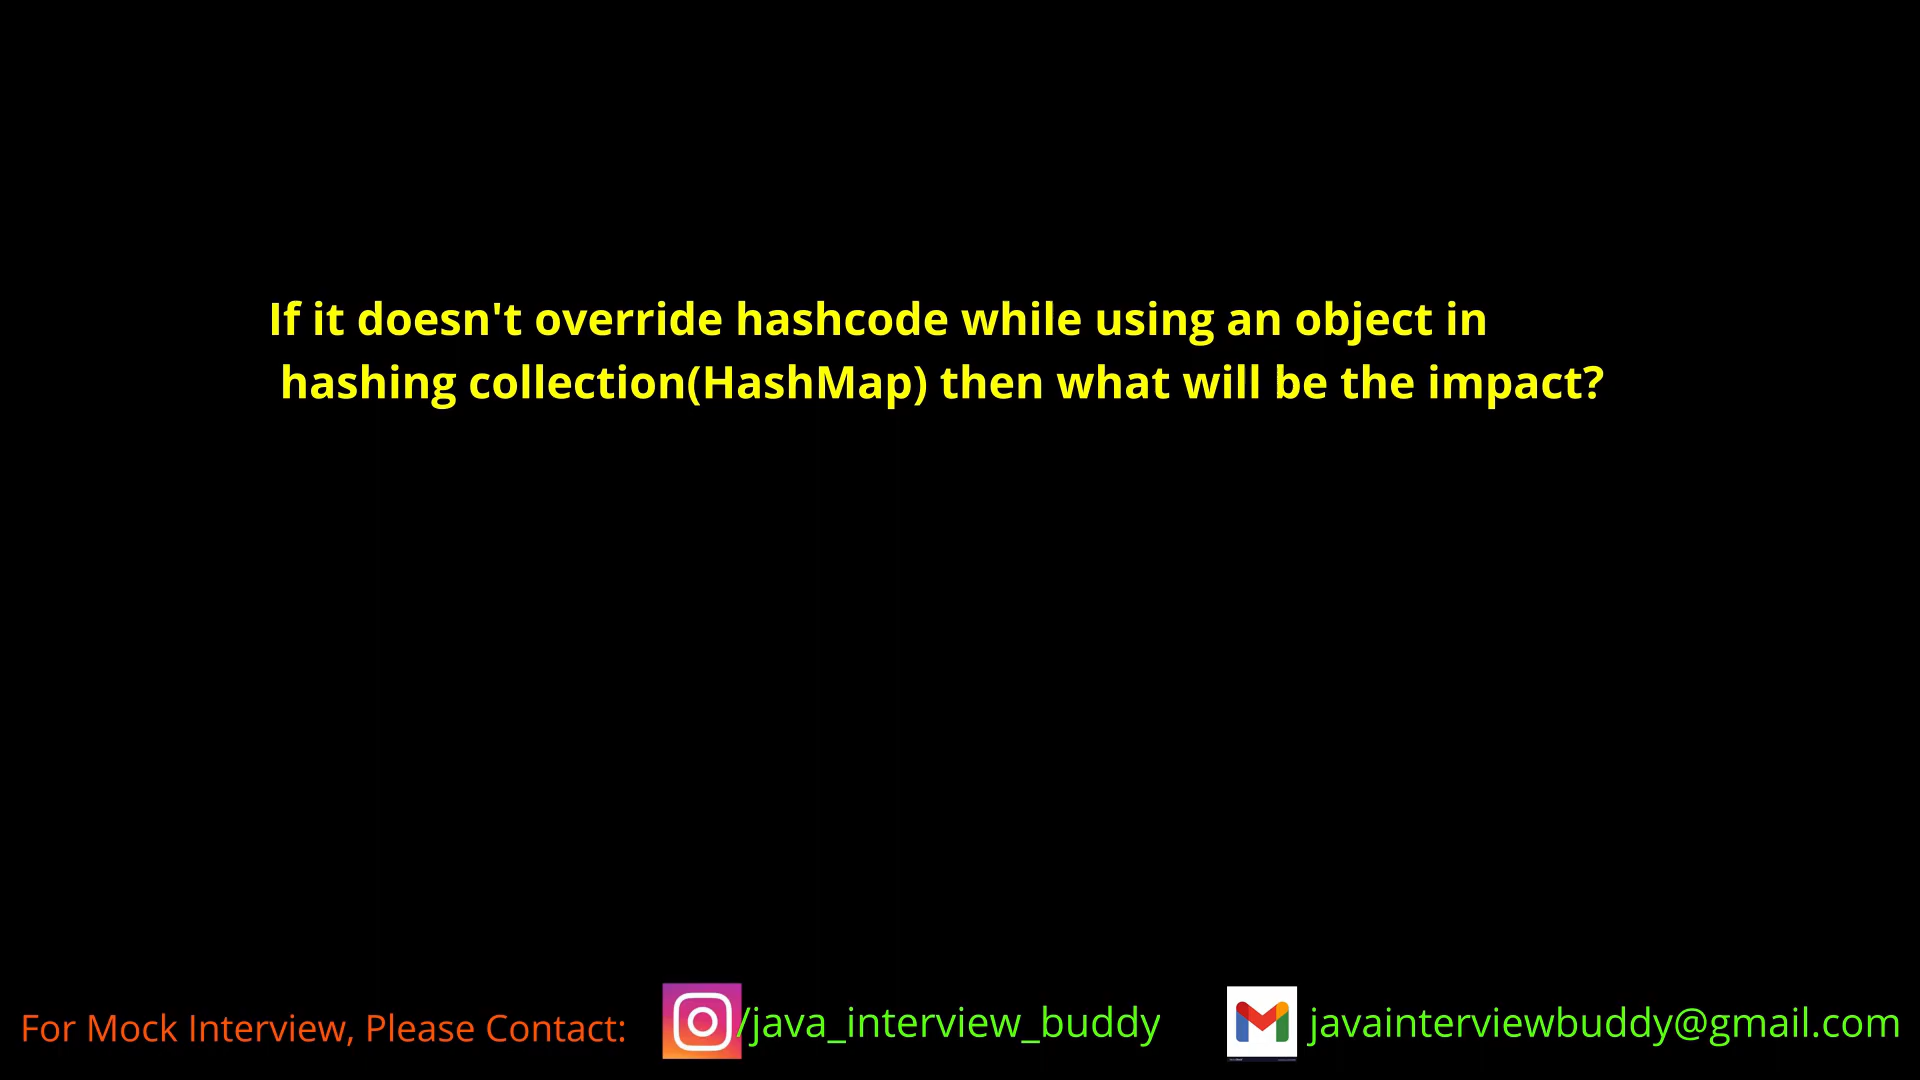 If it doesn't override hashcode while using an object in
hashing collection(HashMap) then what will be the impact?
For Mock Interview, Please Contact: /java_interview_buddy javainterviewbuddy@gmail.com